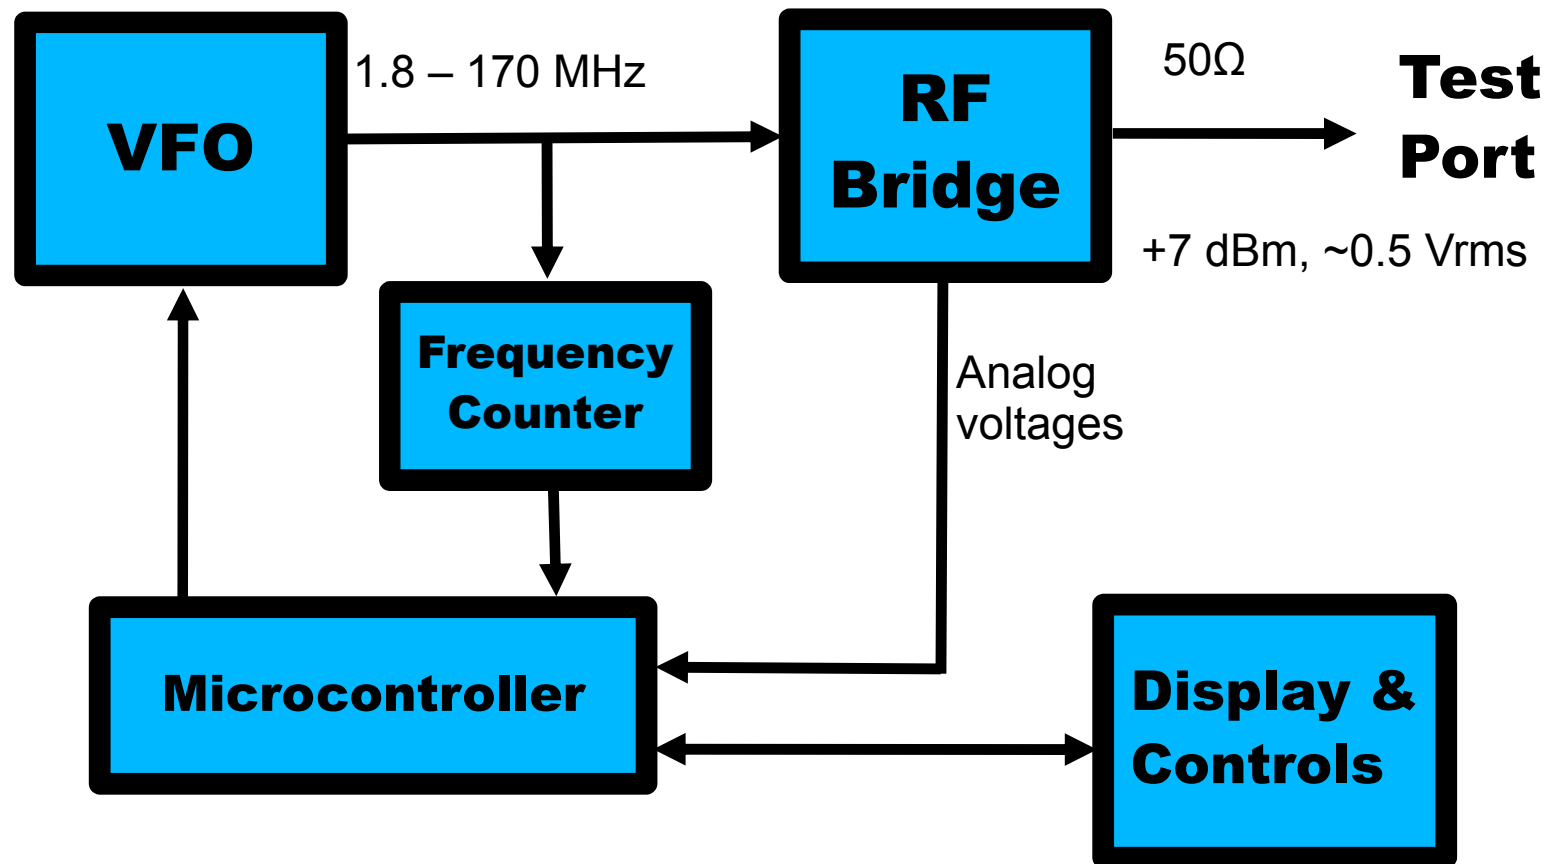 VFO
1.8 – 170 MHz
RF
Bridge
50Ω
Test
Port
+7 dBm, ~0.5 Vrms
Frequency
Counter
Analog
voltages
Microcontroller
Display &
Controls